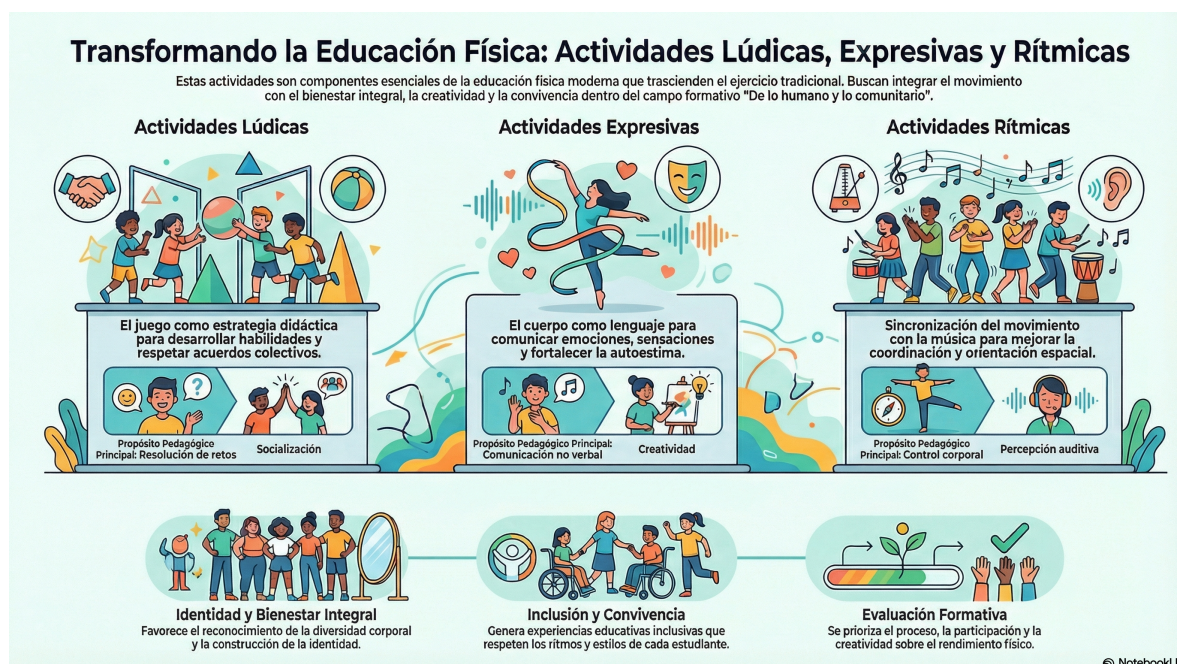 Transformando la Educación Física: Actividades Lúdicas, Expresivas y Rítmicas
Estas actividades son componentes esenciales de la educación física moderna que trascienden el ejercicio tradicional. Buscan integrar el movimiento
con el bienestar integral, la creatividad y la convivencia dentro del campo formativo "De lo humano y lo comunitario".
Actividades Lúdicas
El juego como estrategia didáctica
para desarrollar habilidades y
respetar acuerdos colectivos.
?
Propósito Pedagógico
Principal: Resolución de retos
Socialización
Actividades Expresivas
El cuerpo como lenguaje para
comunicar emociones, sensaciones
y fortalecer la autoestima.
Propósito Pedagógico Principal:
Comunicación no verbal
Creatividad
Actividades Rítmicas
Sincronización del movimiento
con la música para mejorar la
coordinación y orientación espacial.
Propósito Pedagógico
Principal: Control corporal
Percepción auditiva
Identidad y Bienestar Integral
Favorece el reconocimiento de la diversidad corporal
y la construcción de la identidad.
Inclusión y Convivencia
Genera experiencias educativas inclusivas que
respeten los ritmos y estilos de cada estudiante.
Evaluación Formativa
Se prioriza el proceso, la participación y la
creatividad sobre el rendimiento físico.